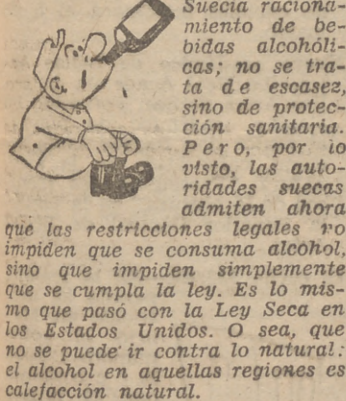 Suecia raciona-
miento de be-
bidas alcohóli-
cas; no se tra-
ta de escasez,
sino de protec-
ción sanitaria.
Pero, por lo
visto, las auto-
ridades suecas
admiten ahora
que las restricciones legales no
impiden que se consuma alcohol,
sino que impiden simplemente
que se cumpla la ley. Es lo mis-
mo que pasó con la Ley Seca en
los Estados Unidos. O sea, que
no se puede ir contra lo natural:
el alcohol en aquellas regiones es
calefacción natural.